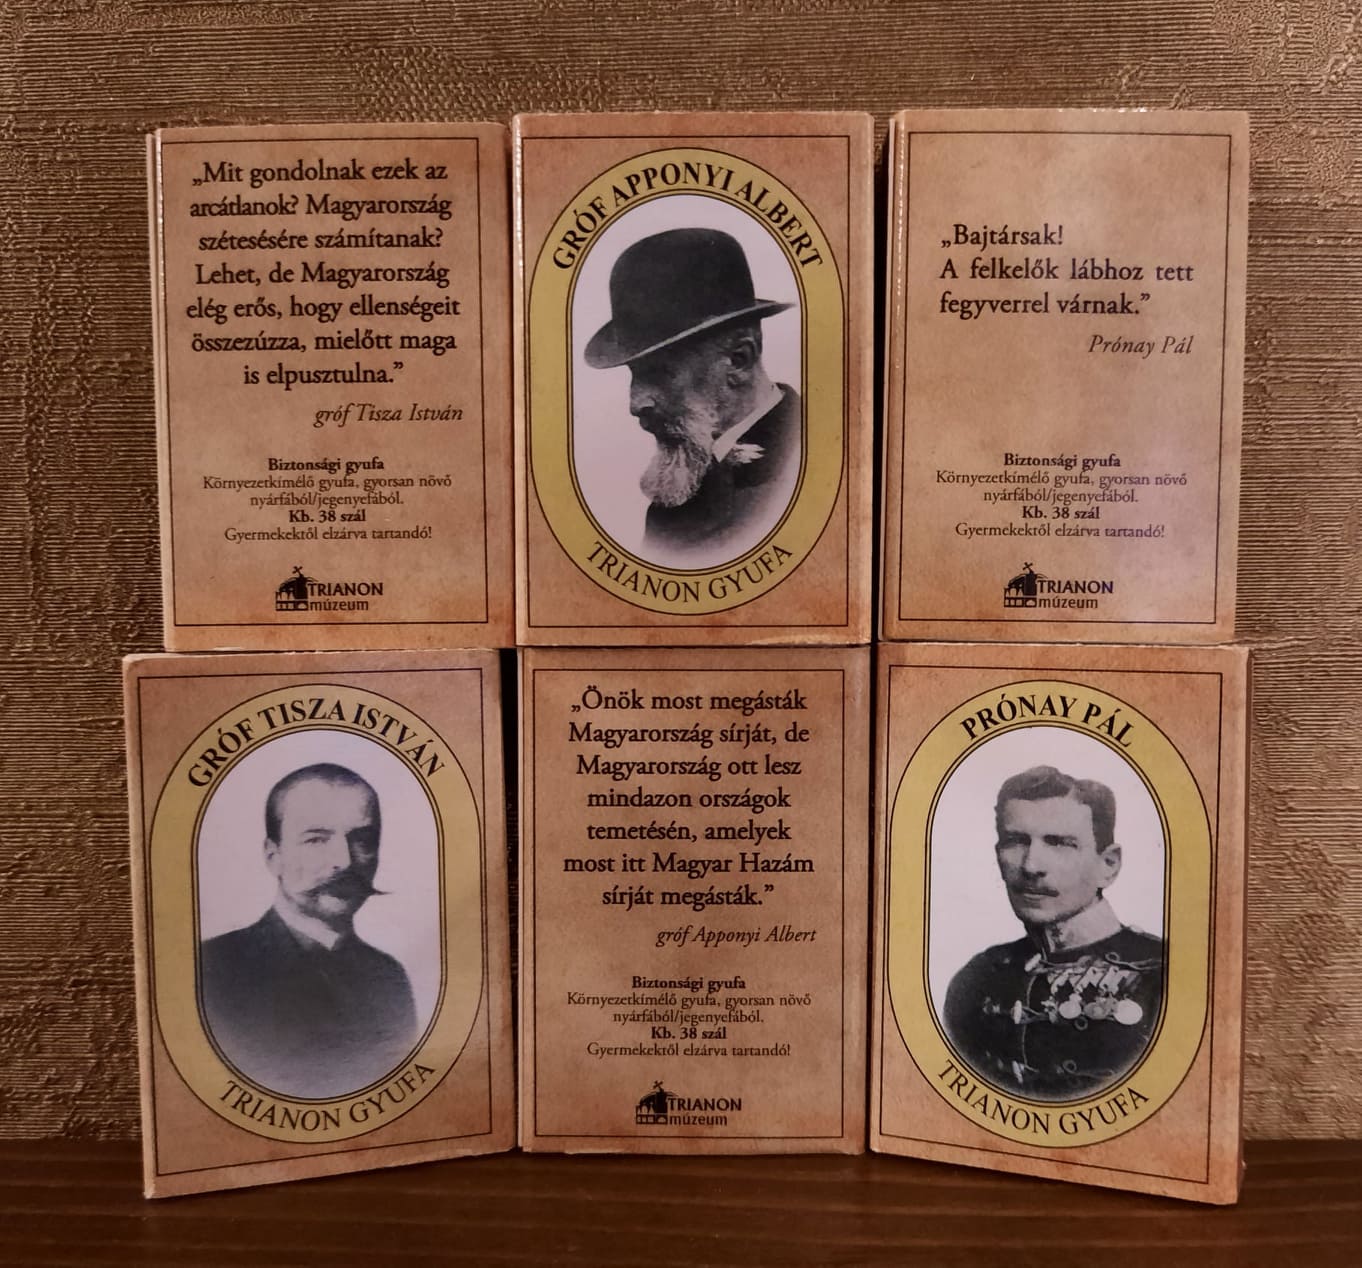 „Mit gondolnak ezek az
arcátlanok? Magyarország
szétesésére számítanak?
Lehet, de Magyarország
elég erős, hogy ellenségeit
összezúzza, mielőtt maga
is elpusztulna.”
gróf Tisza István
Biztonsági gyufa
Környezetkímélő gyufa, gyorsan növő
nyárfából/jegenyefából.
Kb. 38 szál
Gyermekektől elzárva tartandó!
TRIANON
múzeum
GRÓF APPONYI ALBERT
TRIANON GYUFA
„Bajtársak!
A felkelők lábhoz tett
fegyverrel várnak.”
Prónay Pál
Biztonsági gyufa
Környezetkímélő gyufa, gyorsan növő
nyárfából/jegenyefából.
Kb. 38 szál
Gyermekektől elzárva tartandó!
TRIANON
múzeum
GRÓF TISZA ISTVÁN
TRIANON GYUFA
„Önök most megásták
Magyarország sírját, de
Magyarország ott lesz
mindazon országok
temetésén, amelyek
most itt Magyar Hazám
sírját megásták.”
gróf Apponyi Albert
Biztonsági gyufa
Környezetkímélő gyufa, gyorsan növő
nyárfából/jegenyefából.
Kb. 38 szál
Gyermekektől elzárva tartandó!
TRIANON
múzeum
PRÓNAY PÁL
TRIANON GYUFA